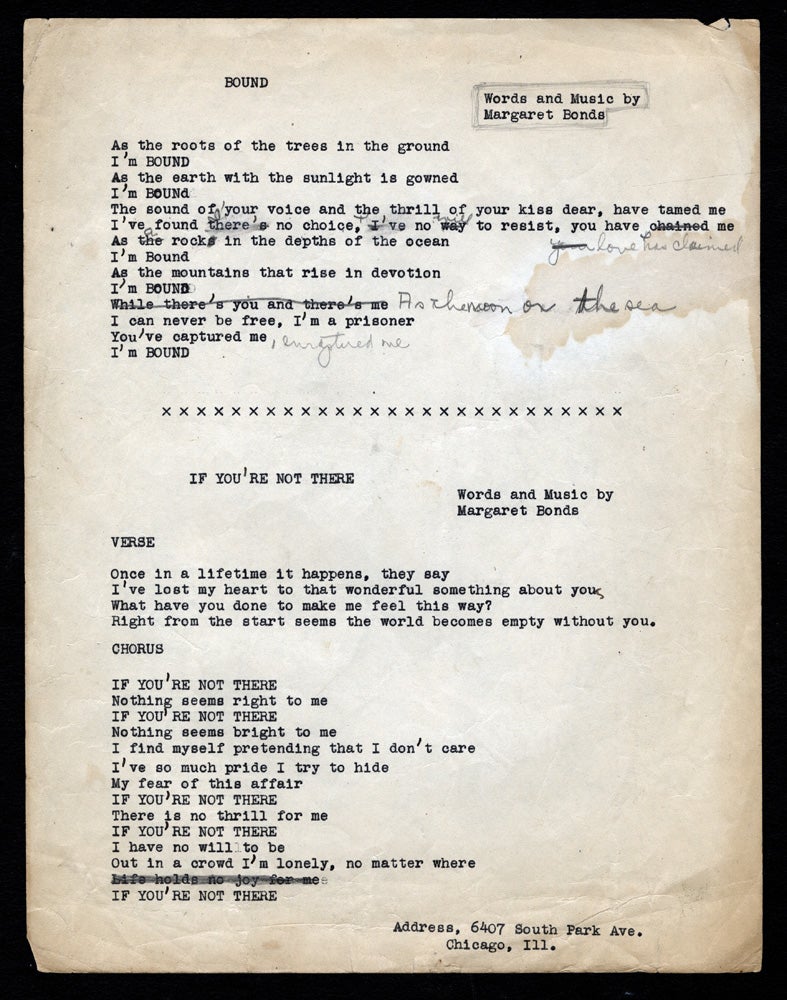 BOUND
Words and Music by
Margaret Bonds
As the roots of the trees in the ground
I'm BOUND
As the earth with the sunlight is gowned
I'm BOUNd
The sound of your voice and the thrill of your kiss dear, have tamed me
will
I've found there's no choice, I've no way to resist, you have chained me
a
As the rocks in the depths of the ocean
your love has claimed
I'm Bound
As the mountains that rise in devotion
I'm BOUND
While there's you and there's me As the moon on the sea
I can never be free, I'm a prisoner
You've captured me, enraptured me
I'm BOUND
x x x x x x x x x x x x x x x x x x x x x x x x x x x
IF YOU'RE NOT THERE
Words and Music by
Margaret Bonds
VERSE
Once in a lifetime it happens, they say
I've lost my heart to that wonderful something about you
What have you done to make me feel this way?
Right from the start seems the world becomes empty without you.
CHORUS
IF YOU'RE NOT THERE
Nothing seems right to me
IF YOU'RE NOT THERE
Nothing seems bright to me
I find myself pretending that I don't care
I've so much pride I try to hide
My fear of this affair
IF YOU'RE NOT THERE
There is no thrill for me
IF YOU'RE NOT THERE
I have no will to be
Out in a crowd I'm lonely, no matter where
Life holds no joy for me
IF YOU'RE NOT THERE
Address, 6407 South Park Ave.
Chicago, Ill.